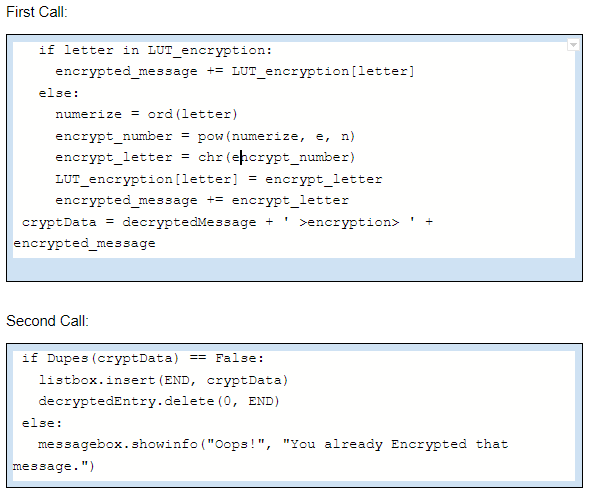 First Call:
if letter in LUT_encryption:
encrypted_message += LUT_encryption[letter]
else:
numerize = ord(letter)
encrypt_number = pow(numerize, e, n)
encrypt_letter = chr(encrypt_number)
LUT_encryption[letter] = encrypt_letter
encrypted_message += encrypt_letter
cryptData = decryptedMessage + ' >encryption> ' +
encrypted_message
Second Call:
if Dupes(cryptData) == False:
listbox.insert(END, cryptData)
decryptedEntry.delete(0, END)
else:
messagebox.showinfo("Oops!", "You already Encrypted that
message.")